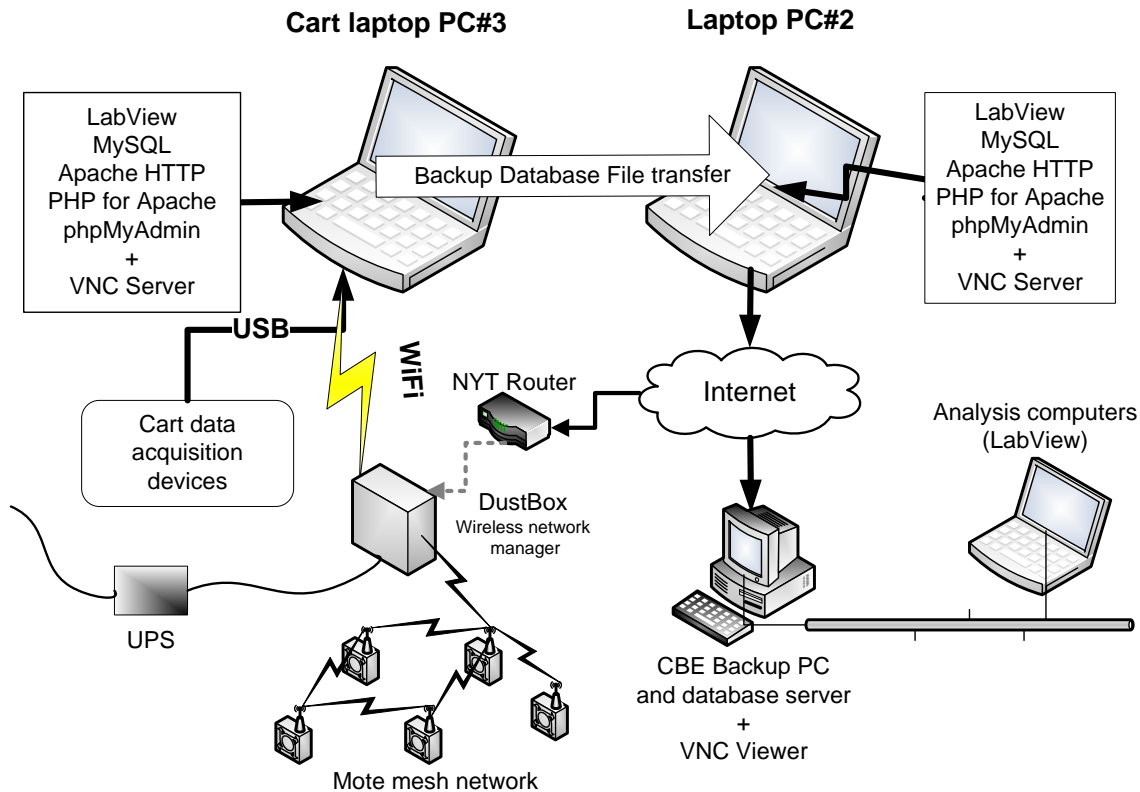 Cart laptop PC#3
Laptop PC#2
LabView
MySQL
Apache HTTP
PHP for Apache
phpMyAdmin
+
VNC Server
Backup Database File transfer
LabView
MySQL
Apache HTTP
PHP for Apache
phpMyAdmin
+
VNC Server
USB
WiFi
NYT Router
Internet
Cart data
acquisition
devices
Analysis computers
(LabView)
DustBox
Wireless network
manager
UPS
CBE Backup PC
and database server
+
VNC Viewer
Mote mesh network